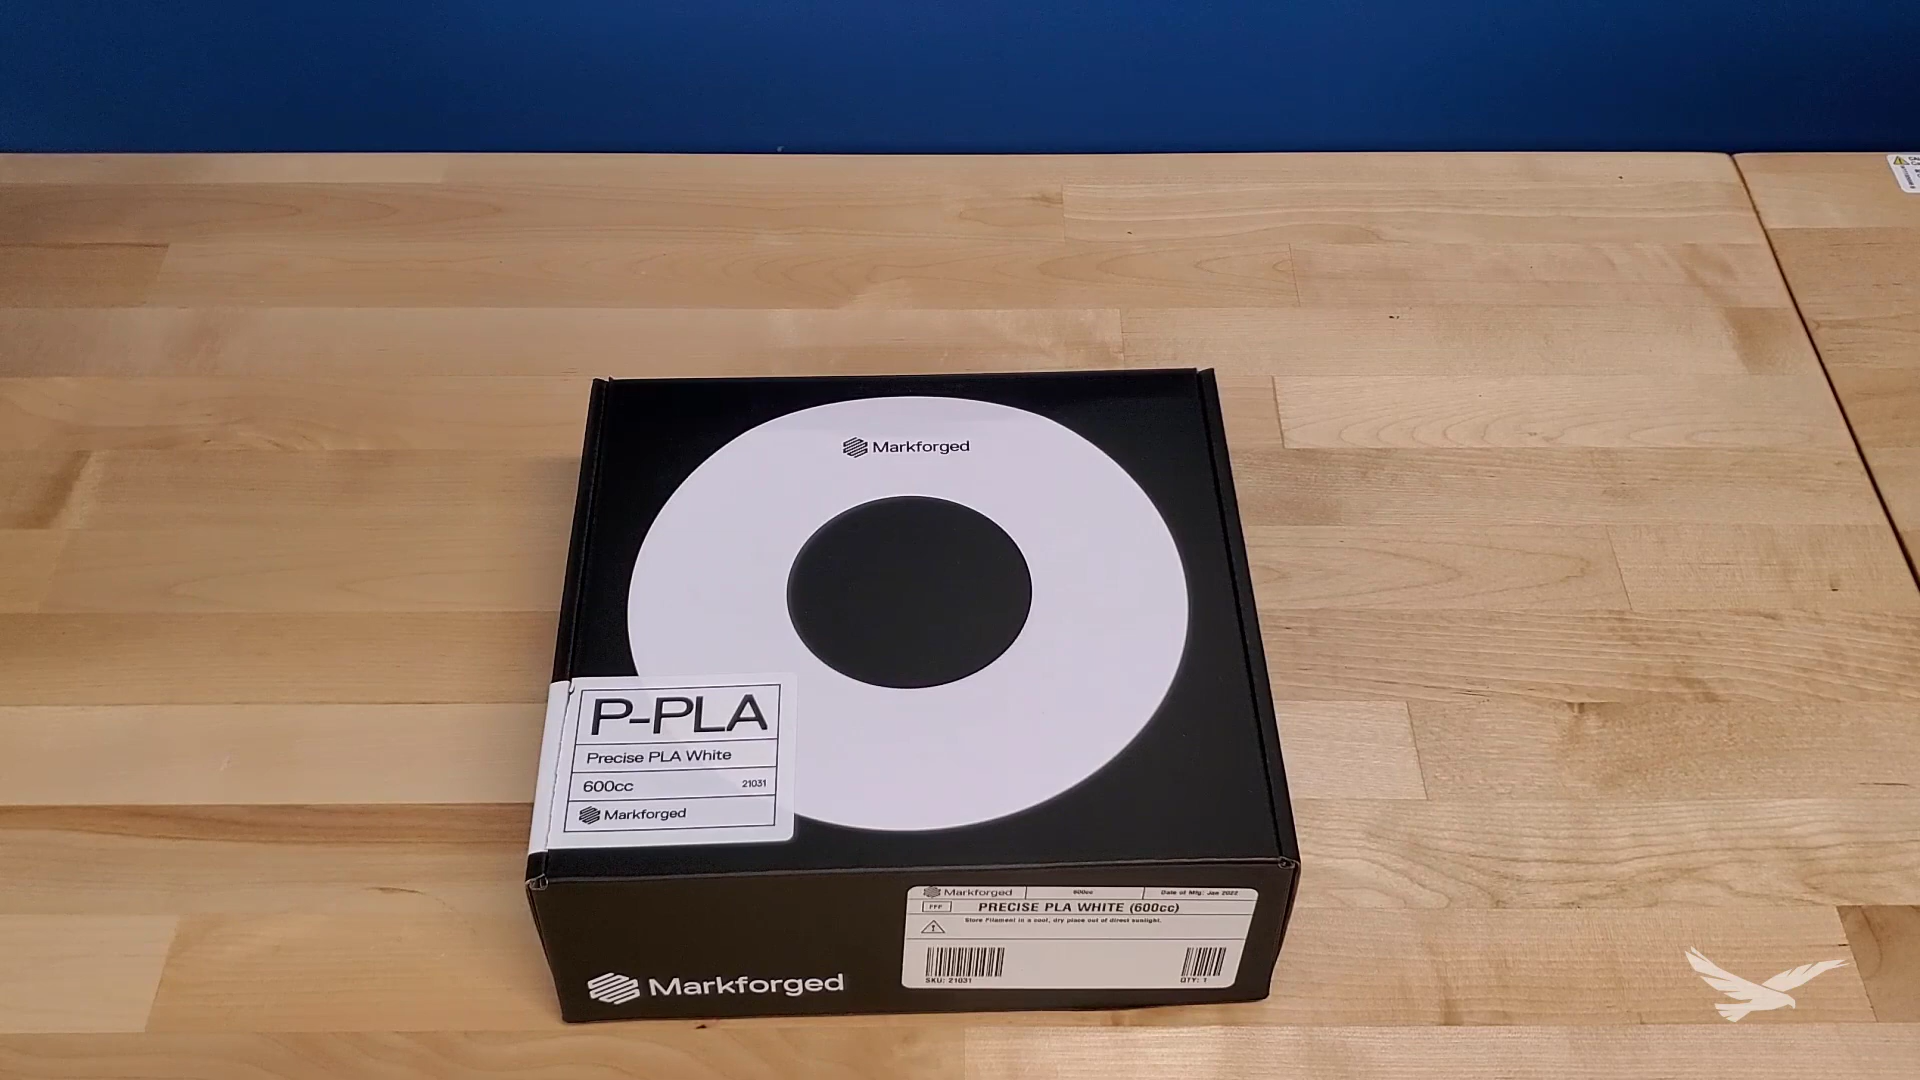 Markforged
P-PLA
Precise PLA White
600cc 21031
Markforged
Markforged 600cc Date of Mfg: Jan 2022
PPP PRECISE PLA WHITE (600cc)
Store Filament in a cool, dry place out of direct sunlight.
SKU: 21031 QTY: 1
Markforged